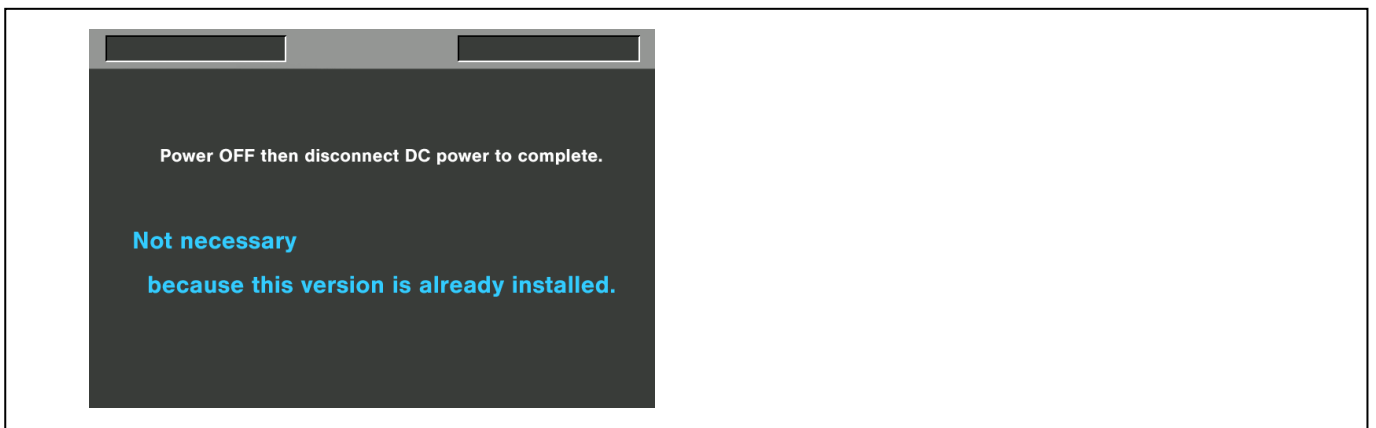 Power OFF then disconnect DC power to complete.
Not necessary
because this version is already installed.